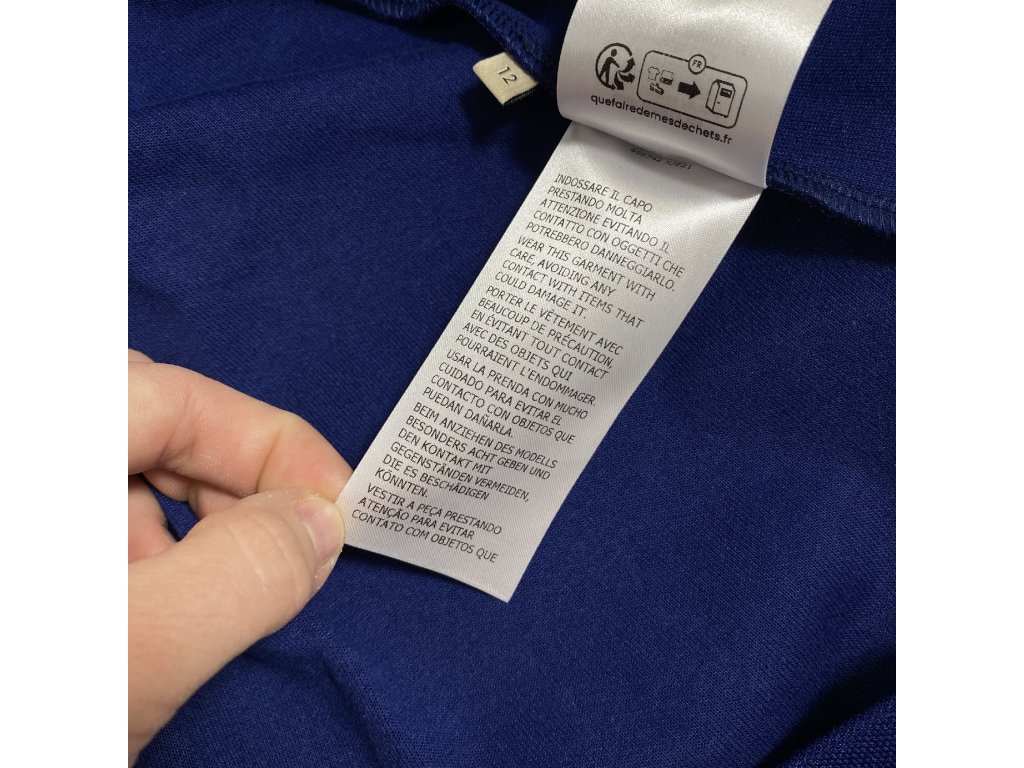 12
FR
quefairedemesdechets.fr
INDOSSARE IL CAPO
PRESTANDO MOLTA
ATTENZIONE EVITANDO IL
CONTATTO CON OGGETTI CHE
POTREBBERO DANNEGGIARLO.
WEAR THIS GARMENT WITH
CARE, AVOIDING ANY
CONTACT WITH ITEMS THAT
COULD DAMAGE IT.
PORTER LE VÊTEMENT AVEC
BEAUCOUP DE PRÉCAUTION,
EN ÉVITANT TOUT CONTACT
AVEC DES OBJETS QUI
POURRAIENT L'ENDOMMAGER.
USAR LA PRENDA CON MUCHO
CUIDADO PARA EVITAR EL
CONTACTO CON OBJETOS QUE
PUEDAN DAÑARLA.
BEIM ANZIEHEN DES MODELLS
BESONDERS ACHT GEBEN UND
DEN KONTAKT MIT
GEGENSTÄNDEN VERMEIDEN,
DIE ES BESCHÄDIGEN
KÖNNTEN.
VESTIR A PEÇA PRESTANDO
ATENÇÃO PARA EVITAR
CONTATO COM OBJETOS QUE